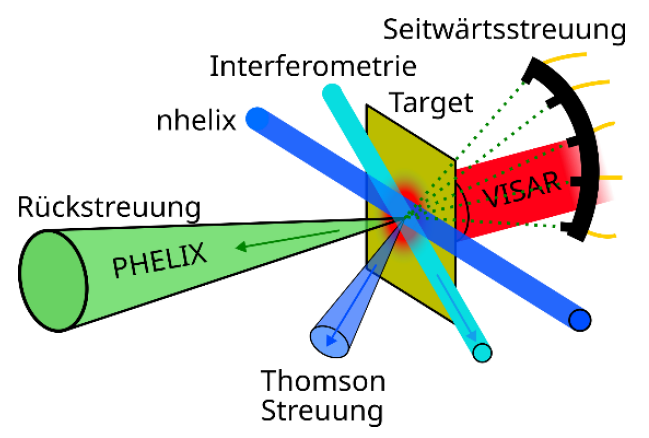 Seitwärtsstreuung
Interferometrie
Target
nhelix
VISAR
Rückstreuung
PHELIX
Thomson
Streuung